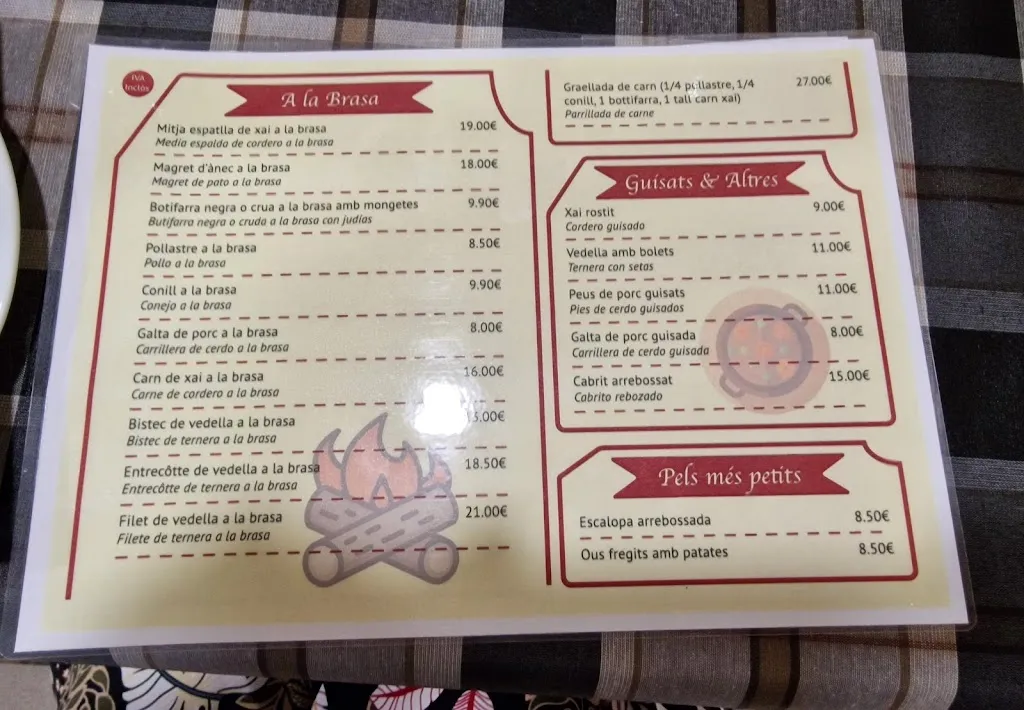 IVA
Inclòs
A la Brasa
Mitja espatlla de xai a la brasa 19.00€
Media espalda de cordero a la brasa
Magret d'ànec a la brasa 18.00€
Magret de pato a la brasa
Botifarra negra o crua a la brasa amb mongetes 9.90€
Butifarra negra o cruda a la brasa con judías
Pollastre a la brasa 8.50€
Pollo a la brasa
Conill a la brasa 9.90€
Conejo a la brasa
Galta de porc a la brasa 8.00€
Carrillera de cerdo a la brasa
Carn de xai a la brasa 16.00€
Carne de cordero a la brasa
Bistec de vedella a la brasa
Bistec de ternera a la brasa
Entrecôtte de vedella a la brasa 18.50€
Entrecôtte de ternera a la brasa
Filet de vedella a la brasa 21.00€
Filete de ternera a la brasa
Graellada de carn (1/4 pollastre, 1/4 27.00€
conill, 1 bottifarra, 1 tall carn xai)
Parrillada de carne
Guisats & Altres
Xai rostit 9.00€
Cordero guisado
Vedella amb bolets 11.00€
Ternera con setas
Peus de porc guisats 11.00€
Pies de cerdo guisados
Galta de porc guisada 8.00€
Carrillera de cerdo guisada
Cabrit arrebossat 15.00€
Cabrito rebozado
Pels més petits
Escalopa arrebossada 8.50€
Ous fregits amb patates 8.50€